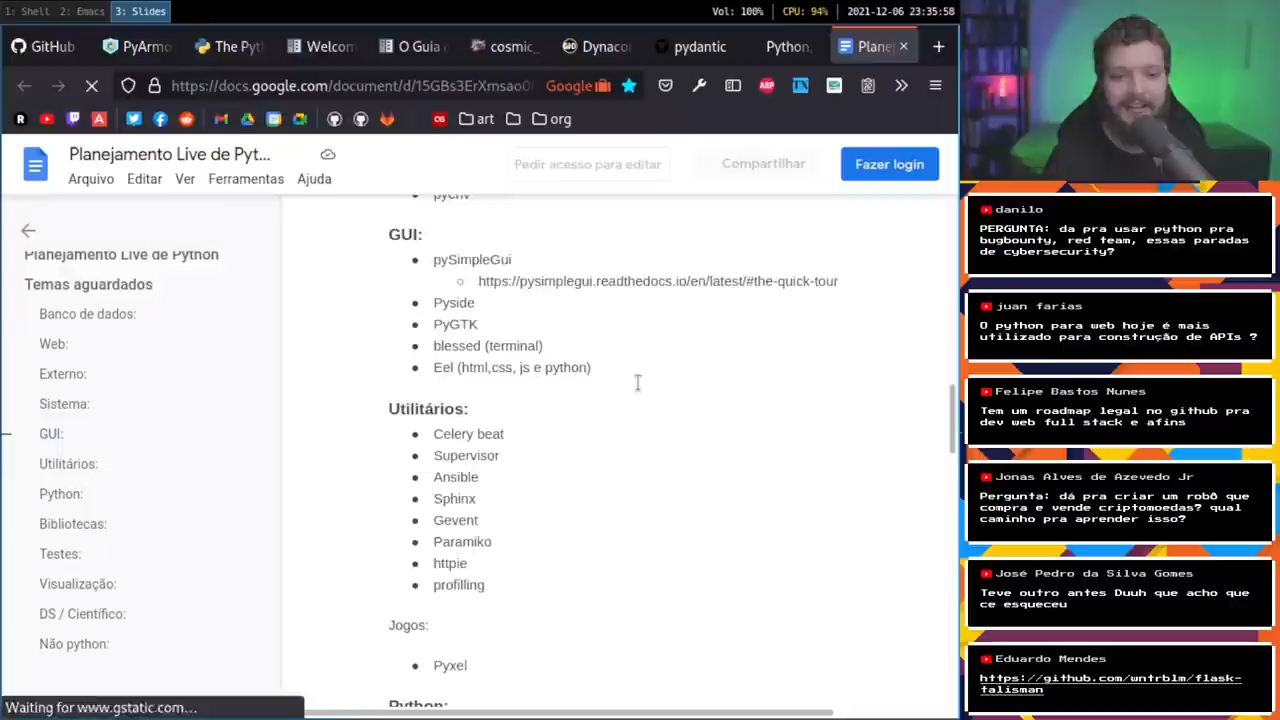 1: Shell 2: Emacs 3: Slides
Vol: 100% CPU: 94% 2021-12-06 23:35:58
GitHub PyArmo The Pyt Welcom O Guia cosmic_ Dynaco pydantic Python, Plane
https://docs.google.com/document/d/15GBs3ErXmsao0 Google
art org
Planejamento Live de Pyt...
Arquivo Editar Ver Ferramentas Ajuda
Pedir acesso para editar
Compartilhar
Fazer login
Planejamento Live de Python
Temas aguardados
Banco de dados:
Web:
Externo:
Sistema:
GUI:
Utilitários:
Python:
Bibliotecas:
Testes:
Visualização:
DS / Científico:
Não python:
pyenv
GUI:
pySimpleGui
https://pysimplegui.readthedocs.io/en/latest/#the-quick-tour
Pyside
PyGTK
blessed (terminal)
Eel (html,css, js e python)
Utilitários:
Celery beat
Supervisor
Ansible
Sphinx
Gevent
Paramiko
httpie
profilling
Jogos:
Pyxel
Python:
Waiting for www.gstatic.com...
danilo
PERGUNTA: da pra usar python pra
bugbounty, red team, essas paradas
de cybersecurity?
juan farias
O python para web hoje é mais
utilizado para construção de APIs ?
Felipe Bastos Nunes
Tem um roadmap legal no github pra
dev web full stack e afins
Jonas Alves de Azevedo Jr
Pergunta: dá pra criar um robô que
compra e vende criptomoedas? qual
caminho pra aprender isso?
José Pedro da Silva Gomes
Teve outro antes Duuh que acho que
ce esqueceu
Eduardo Mendes
https://github.com/wntrblm/flask-
talisman